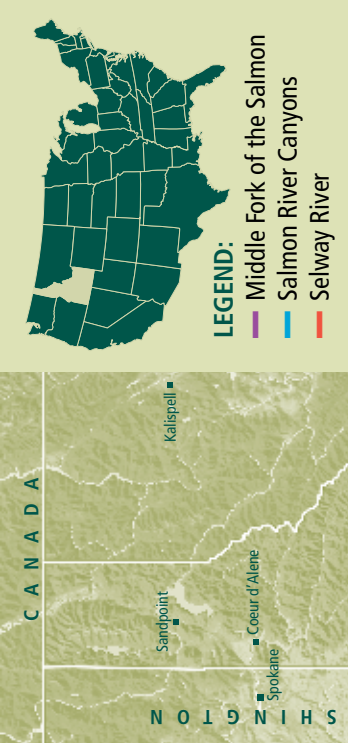 CANADA
SHINGTON
Sandpoint
Kalispell
Coeur d’Alene
Spokane
LEGEND:
Middle Fork of the Salmon
Salmon River Canyons
Selway River